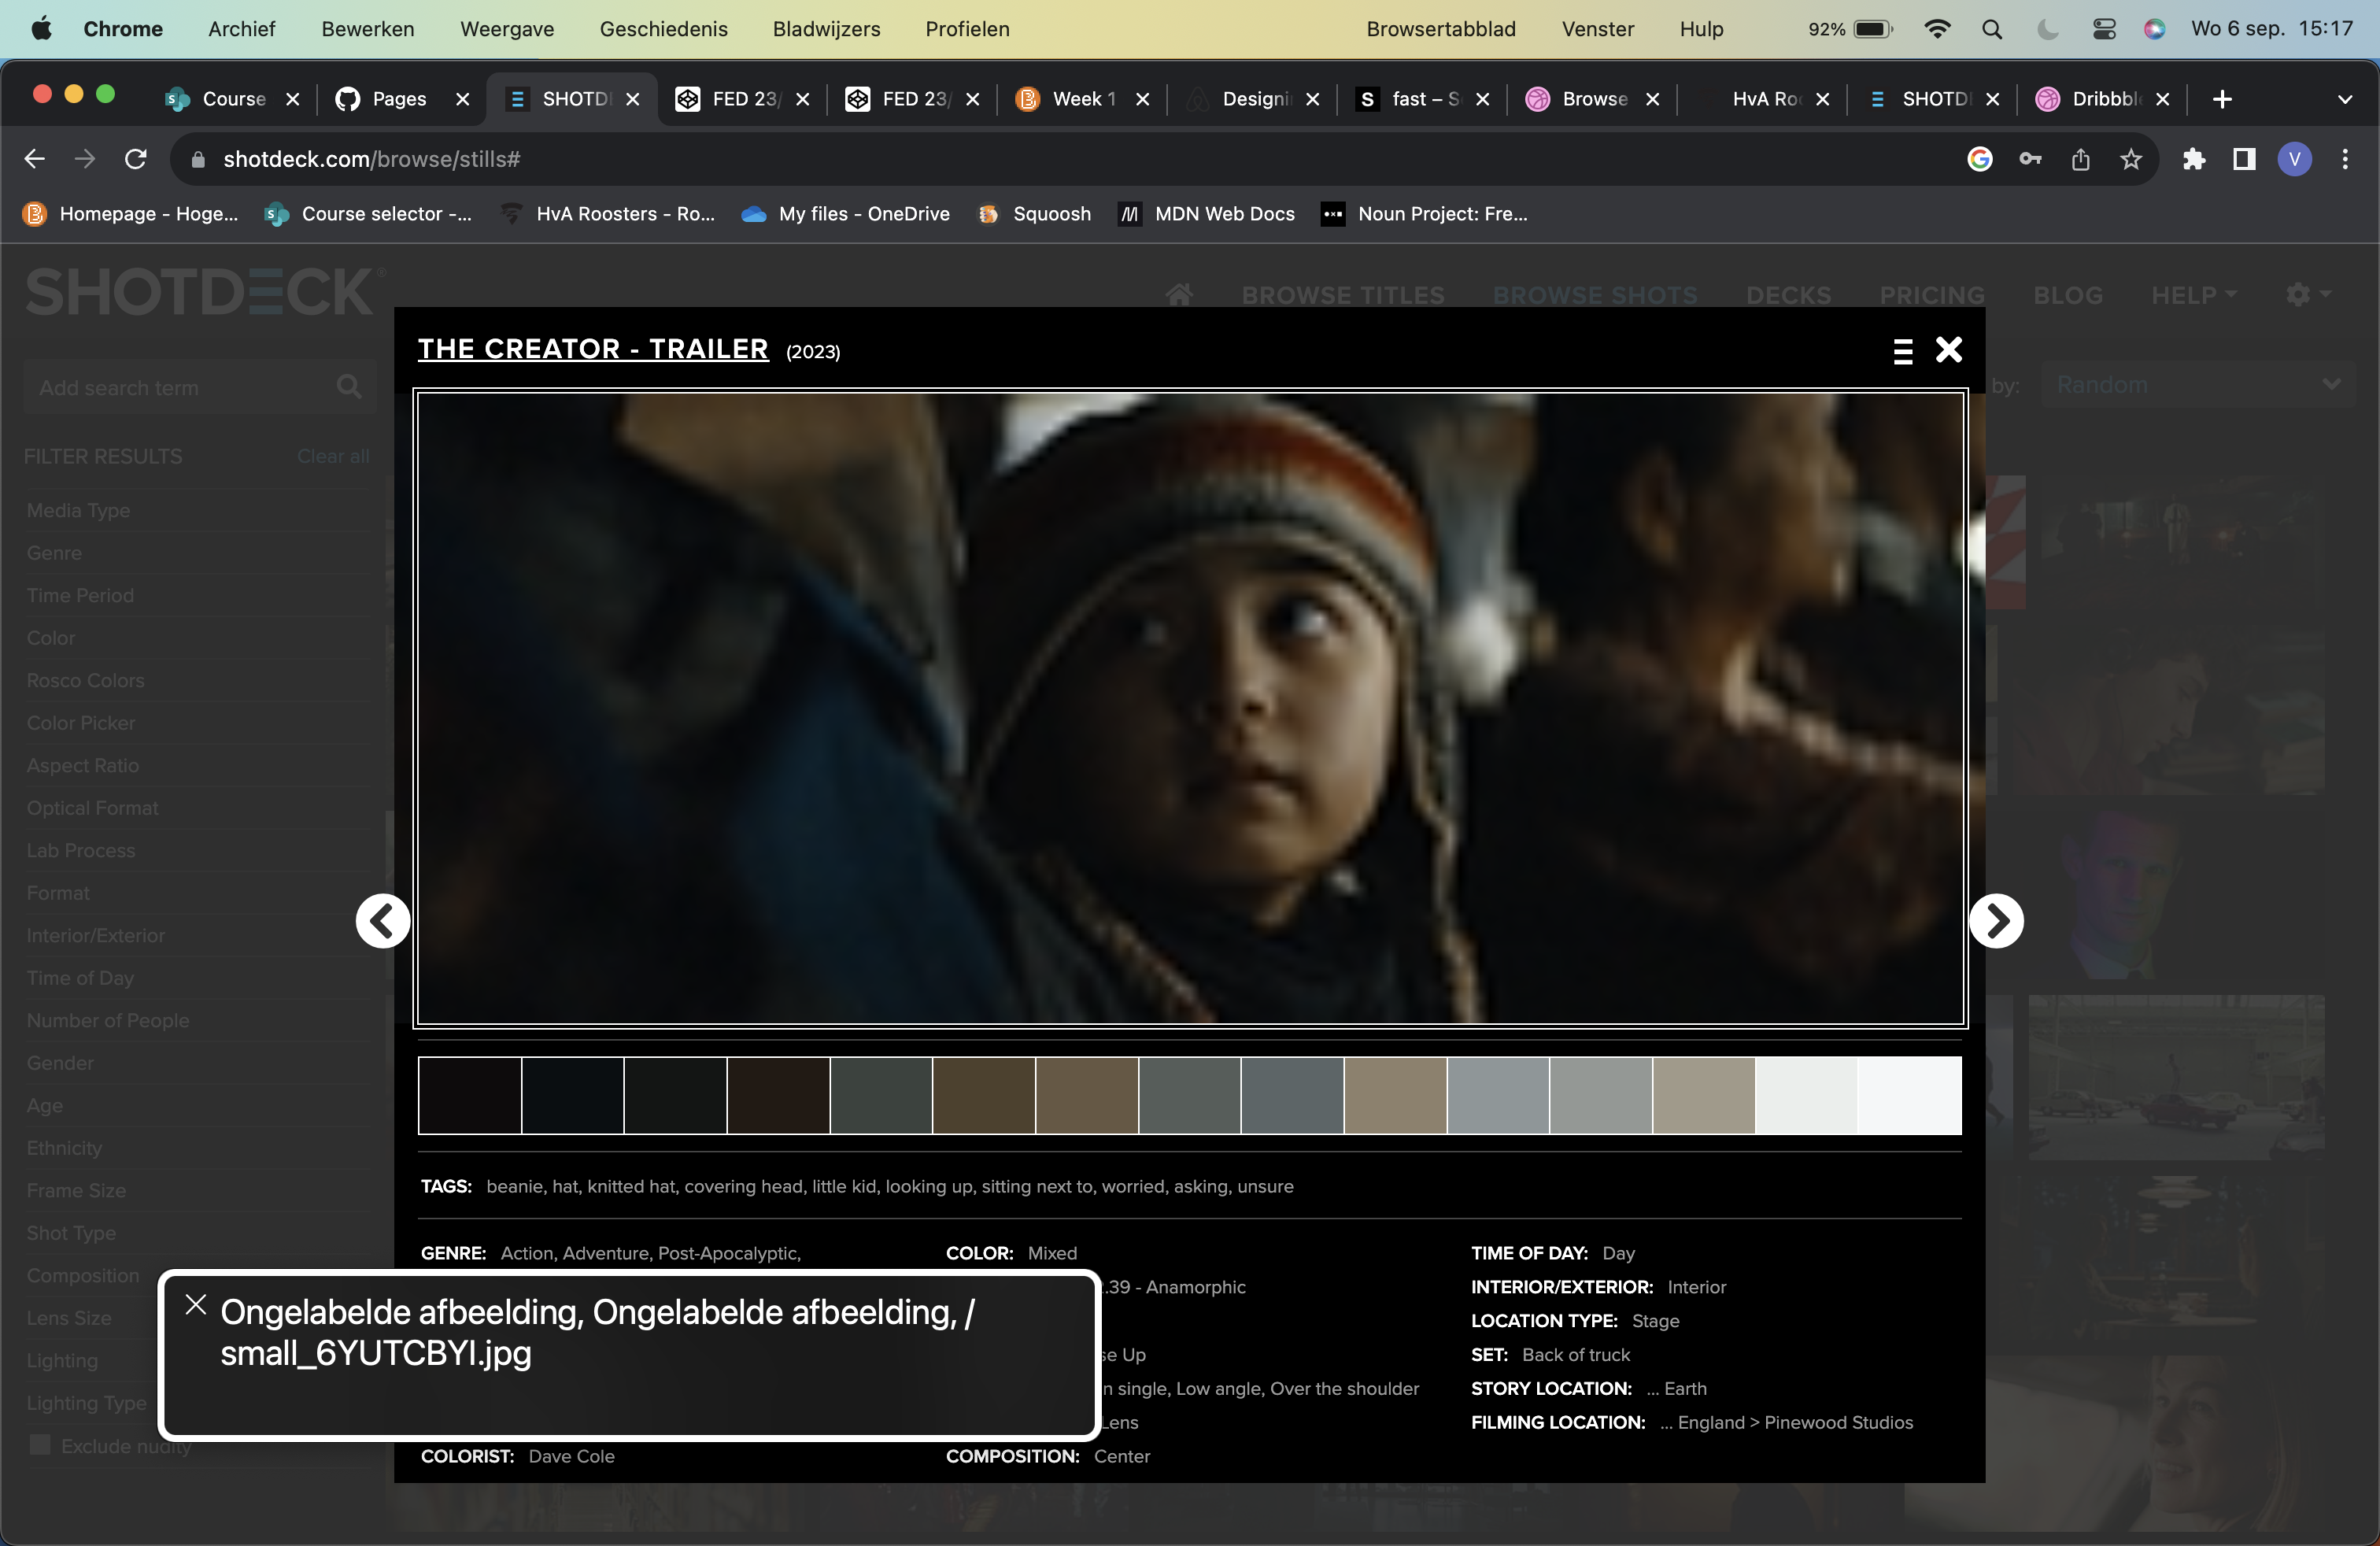 Chrome Archief Bewerken Weergave Geschiedenis Bladwijzers Profielen Browsertabblad Venster Hulp 92% Wo 6 sep. 15:17
Course Pages SHOTD FED 23/ FED 23/ Week 1 Designi fast – S Browse HvA Ro SHOTD Dribbbl
shotdeck.com/browse/stills# V
Homepage - Hoge... Course selector -... HvA Roosters - Ro... My files - OneDrive Squoosh MDN Web Docs Noun Project: Fre...
SHOTDECK BROWSE TITLES BROWSE SHOTS DECKS PRICING BLOG HELP
THE CREATOR - TRAILER (2023)
Add search term by: Random
FILTER RESULTS Clear all
Media Type
Genre
Time Period
Color
Rosco Colors
Color Picker
Aspect Ratio
Optical Format
Lab Process
Format
Interior/Exterior
Time of Day
Number of People
Gender
Age
Ethnicity
Frame Size
Shot Type
Composition
Lens Size
Lighting
Lighting Type
Exclude nudity
TAGS: beanie, hat, knitted hat, covering head, little kid, looking up, sitting next to, worried, asking, unsure
GENRE: Action, Adventure, Post-Apocalyptic,
COLORIST: Dave Cole
COLOR: Mixed
.39 - Anamorphic
se Up
n single, Low angle, Over the shoulder
Lens
COMPOSITION: Center
TIME OF DAY: Day
INTERIOR/EXTERIOR: Interior
LOCATION TYPE: Stage
SET: Back of truck
STORY LOCATION: ... Earth
FILMING LOCATION: ... England > Pinewood Studios
Ongelabelde afbeelding, Ongelabelde afbeelding, /
small_6YUTCBYI.jpg